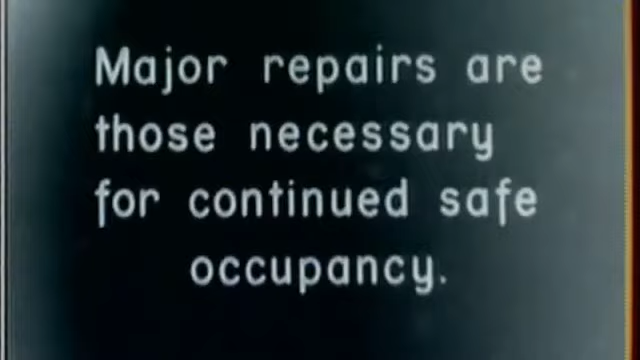 Major repairs are
those necessary
for continued safe
occupancy.